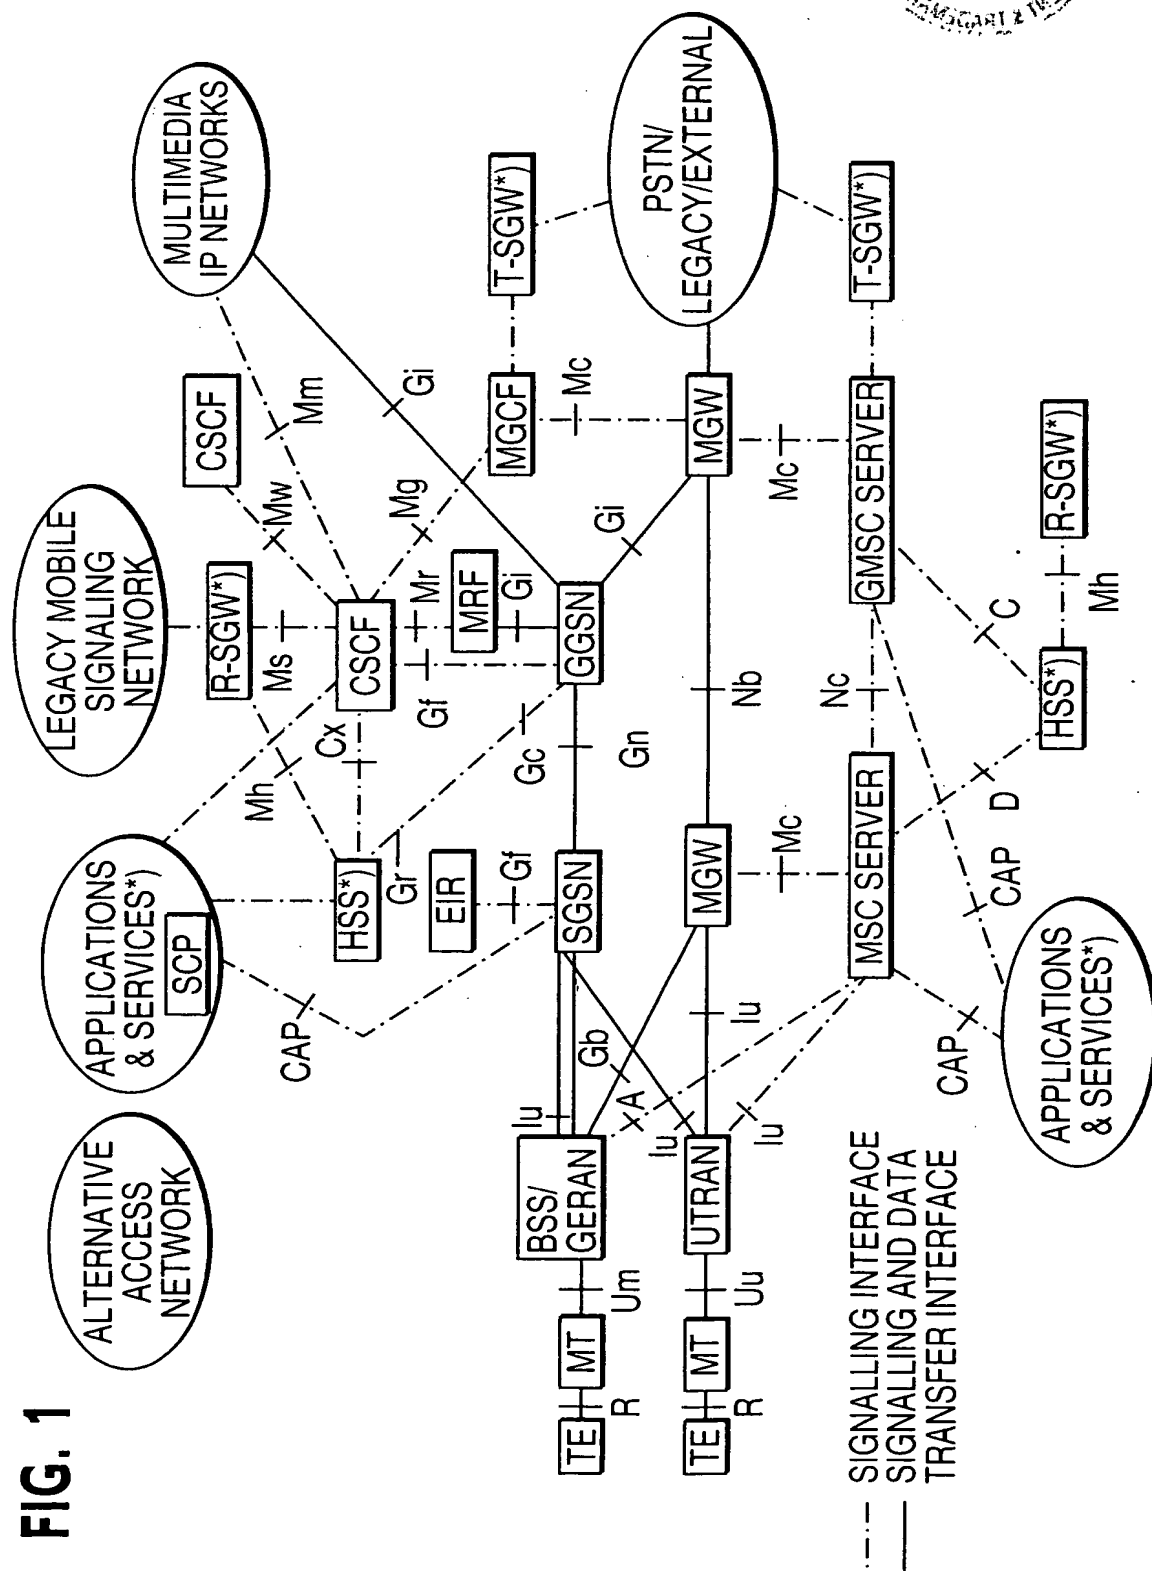 FIG. 1
ALTERNATIVE
ACCESS
NETWORK
APPLICATIONS
& SERVICES*)
SCP
LEGACY MOBILE
SIGNALING
NETWORK
MULTIMEDIA
IP NETWORKS
CAP
Mh
R-SGW*)
Ms
CSCF
Mw
Mm
Gi
HSS*)
Cx
CSCF
Gr
EIR
Gf
Gf
Mr
MRF
Gi
Mg
MGCF
Mc
T-SGW*)
Gc
TE
R
MT
Um
BSS/
GERAN
Iu
SGSN
Gn
GGSN
Gi
Gb
A
Iu
TE
R
MT
Uu
UTRAN
Iu
Iu
MGW
Nb
MGW
PSTN/
LEGACY/EXTERNAL
Mc
Mc
MSC SERVER
Nc
GMSC SERVER
T-SGW*)
CAP
CAP
D
C
HSS*)
Mh
R-SGW*)
APPLICATIONS
& SERVICES*)
SIGNALLING INTERFACE
SIGNALLING AND DATA
TRANSFER INTERFACE